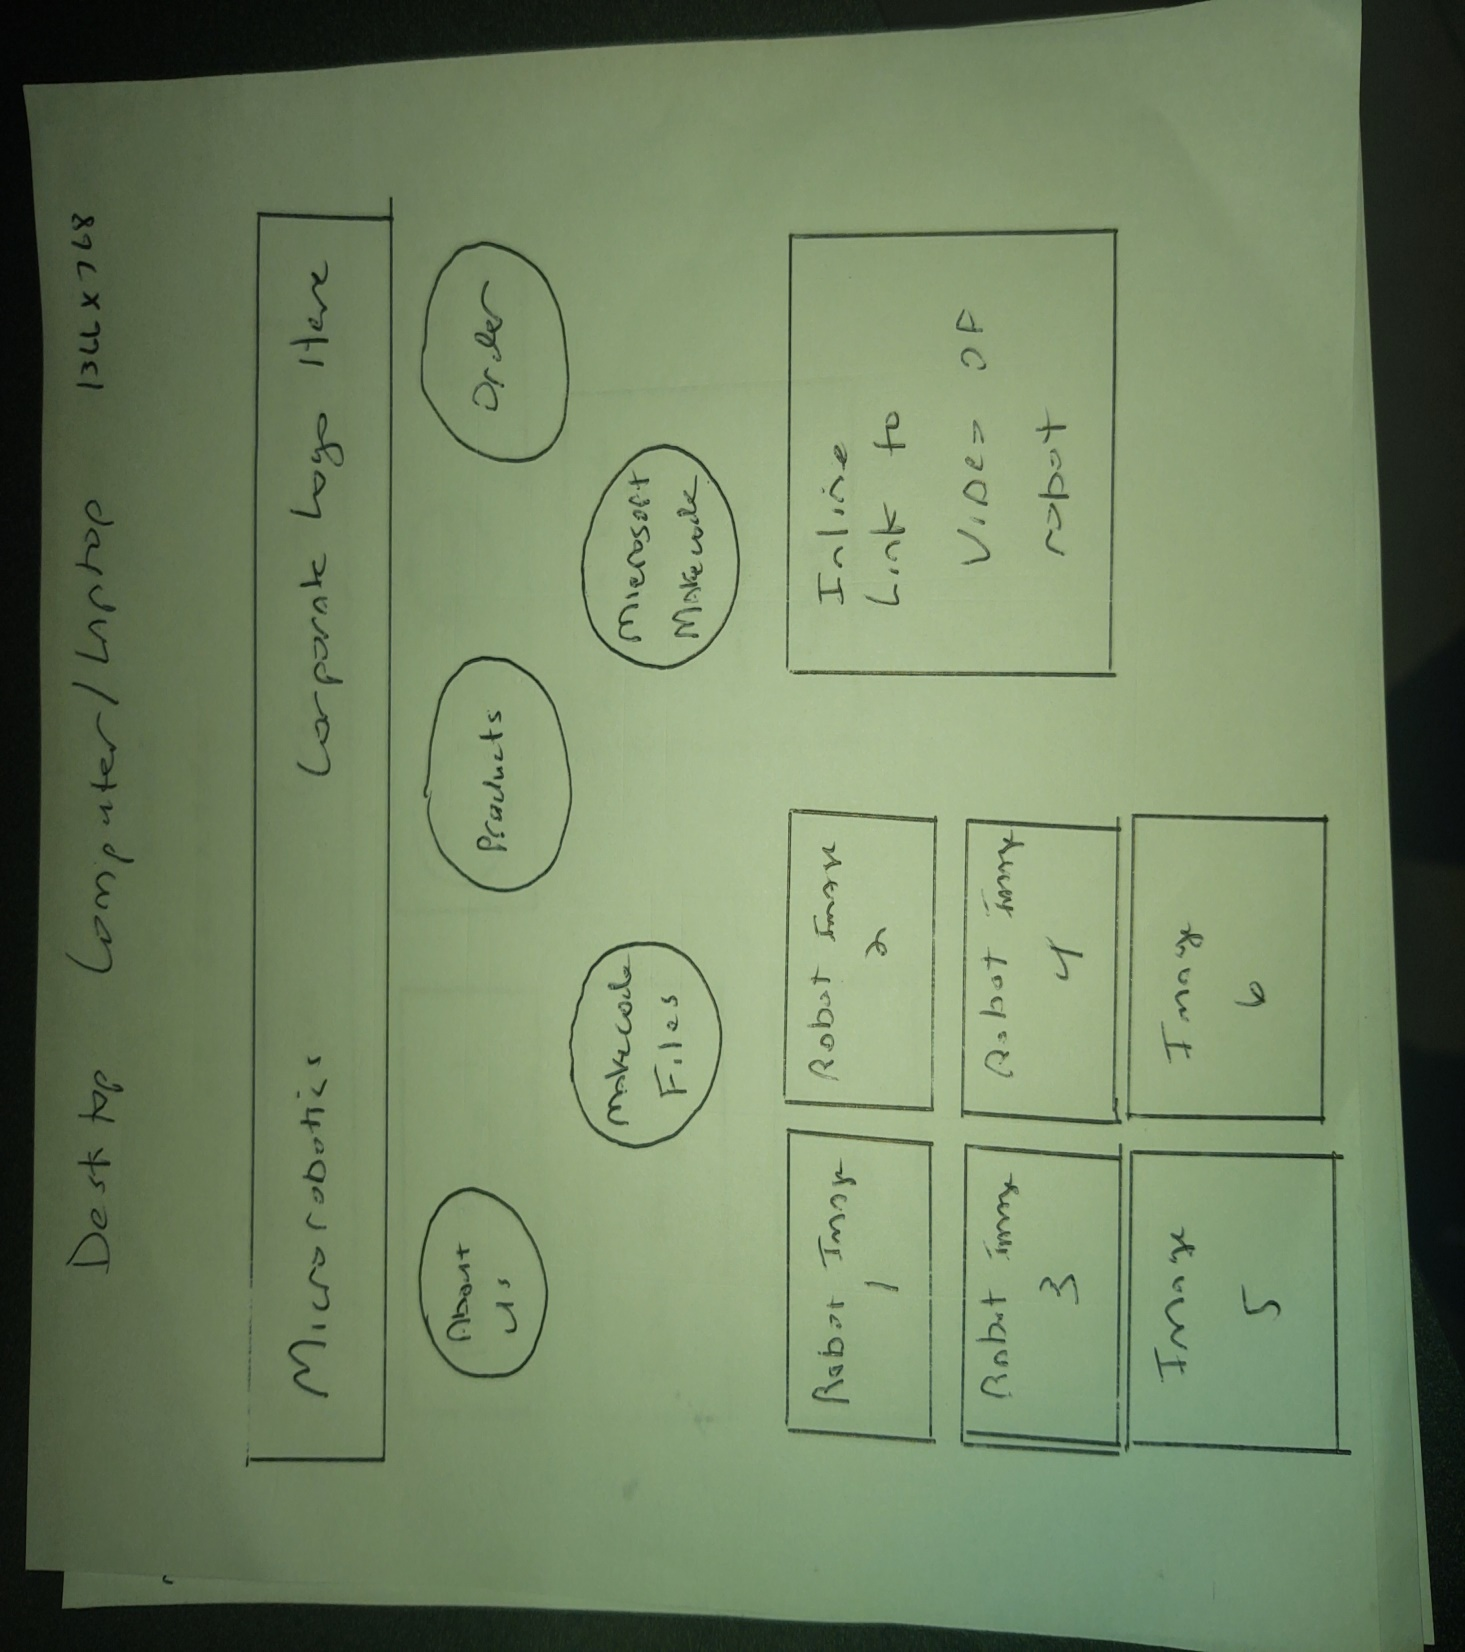 Desktop Computer/Laptop 1366 x 768
Microrobotics Corporate Logo Here
About
us
Products
Order
Makecode
Files
Microsoft
Makecode
Robot Image
1
Robot Image
2
Inline
Link to
VIDeo OF
robot
Robot image
3
Robot image
4
Image
5
Image
6